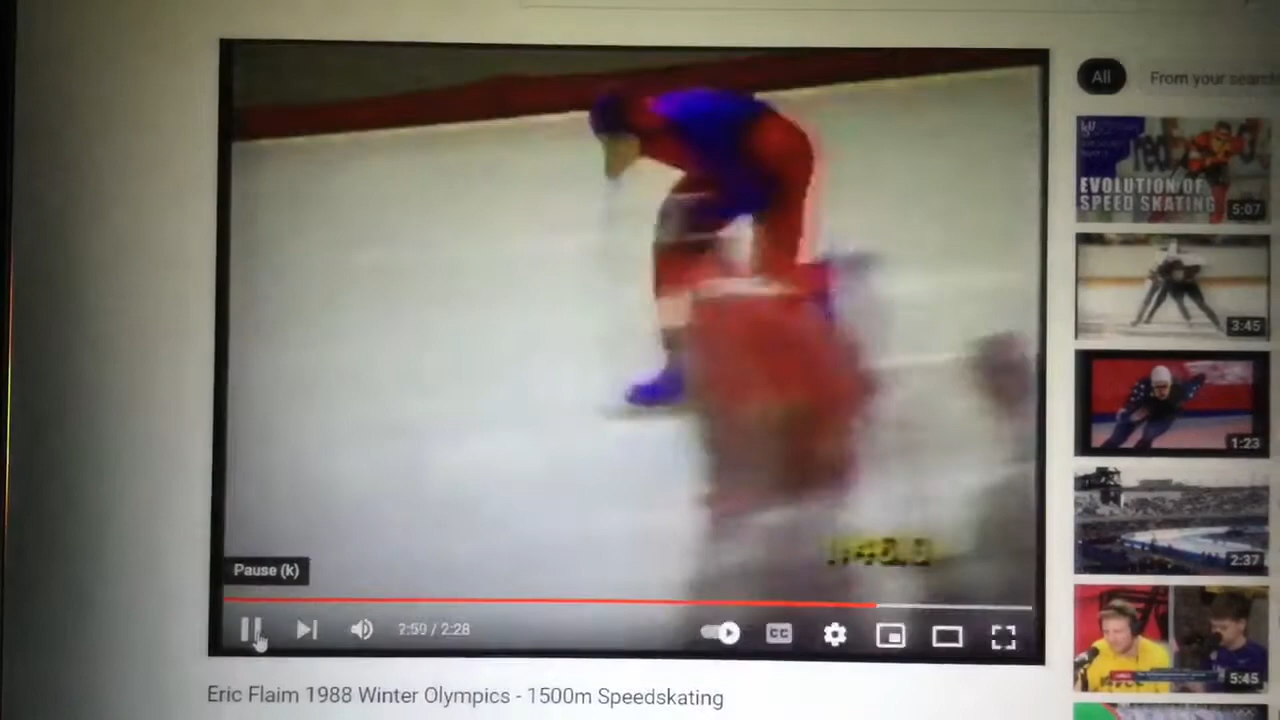 All
From your search
EVOLUTION OF
SPEED SKATING
5:07
3:45
1:23
2:37
Pause (k)
/ 2:28
CC
5:45
Eric Flaim 1988 Winter Olympics - 1500m Speedskating